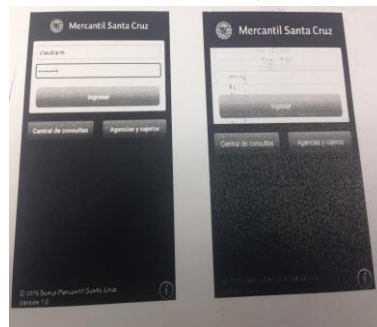 Mercantil Santa Cruz
Ingresar
Central de consultas
Agencias y cajeros
© 2015 Banco Mercantil Santa Cruz
Versión 1.0
Mercantil Santa Cruz
Ingresar
Central de consultas
Agencias y cajeros